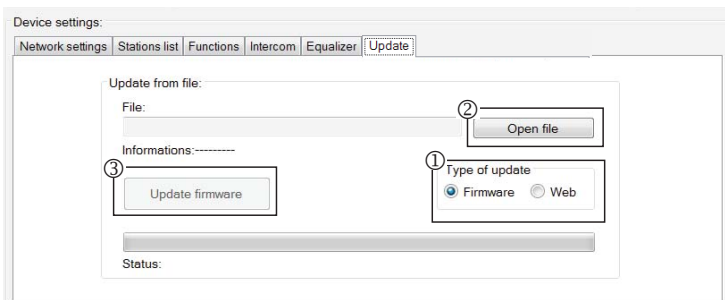 Device settings:
Network settings Stations list Functions Intercom Equalizer Update
Update from file:
File:
②
Open file
Informations:---------
③
Update firmware
①
Type of update
Firmware Web
Status: